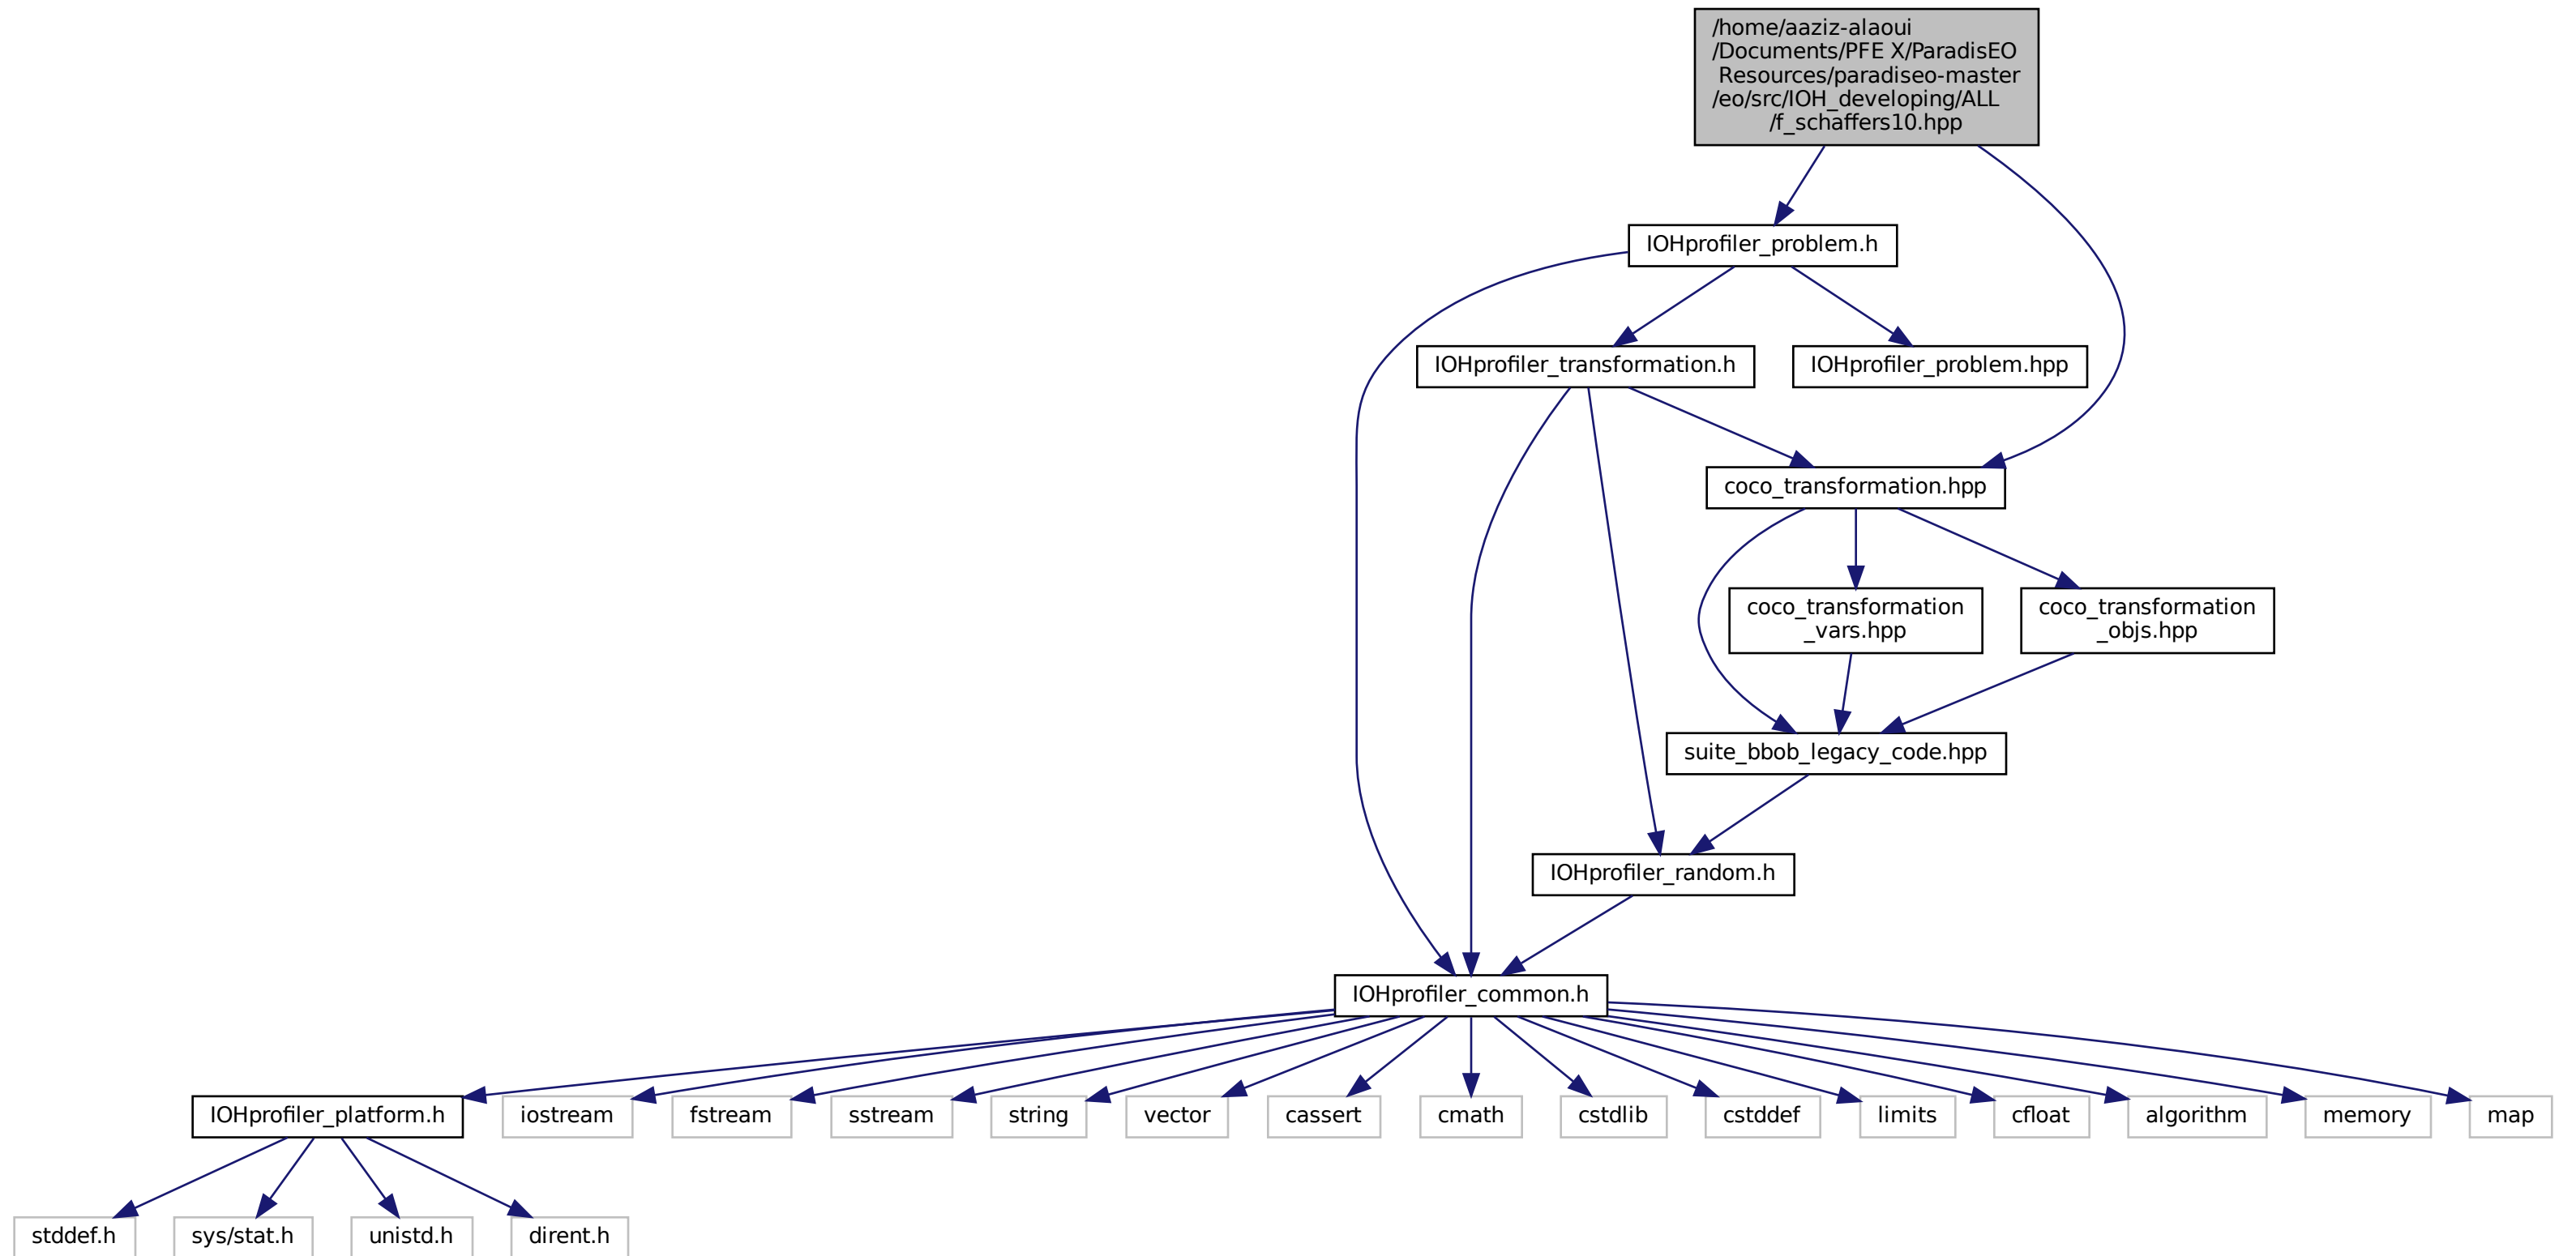 /home/aaziz-alaoui
/Documents/PFE X/ParadisEO
Resources/paradiseo-master
/eo/src/IOH_developing/ALL
/f_schaffers10.hpp
IOHprofiler_problem.h
IOHprofiler_transformation.h
IOHprofiler_problem.hpp
coco_transformation.hpp
coco_transformation
_vars.hpp
coco_transformation
_objs.hpp
suite_bbob_legacy_code.hpp
IOHprofiler_random.h
IOHprofiler_common.h
IOHprofiler_platform.h
iostream
fstream
sstream
string
vector
cassert
cmath
cstdlib
cstddef
limits
cfloat
algorithm
memory
map
stddef.h
sys/stat.h
unistd.h
dirent.h